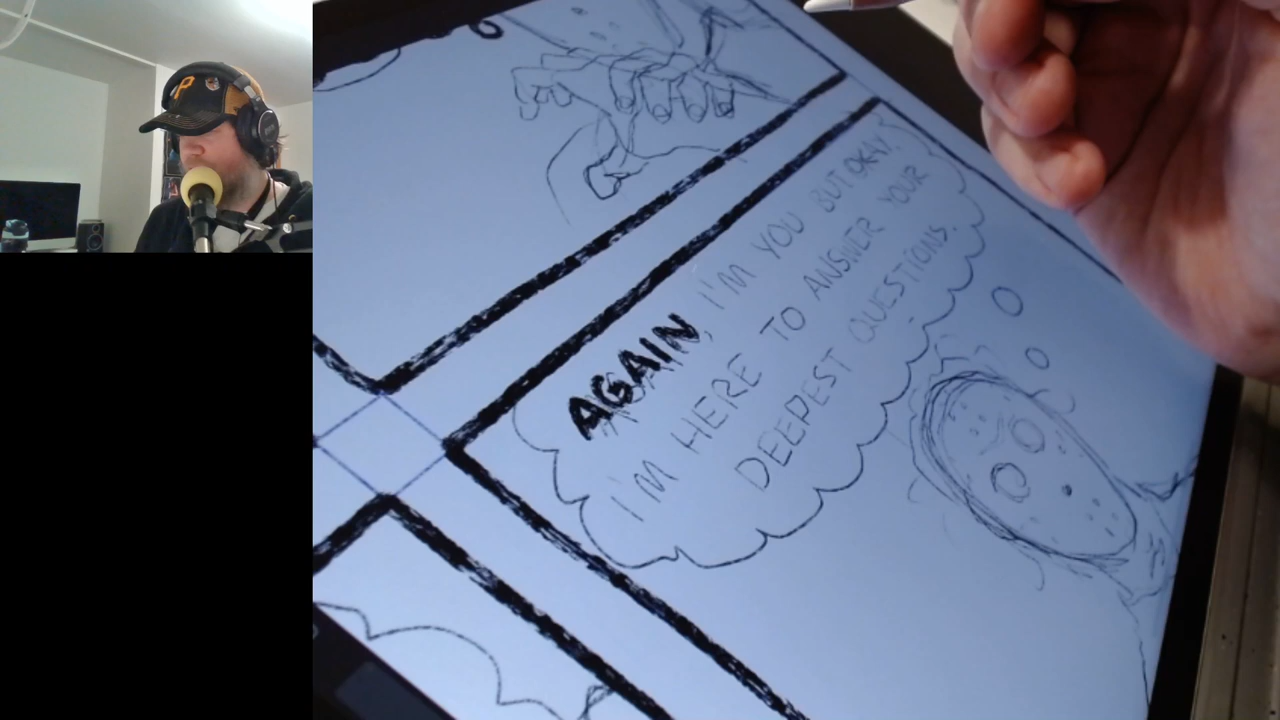 P
AGAIN, I'M YOU BUT OKAY.
I'M HERE TO ANSWER YOUR
DEEPEST QUESTIONS.